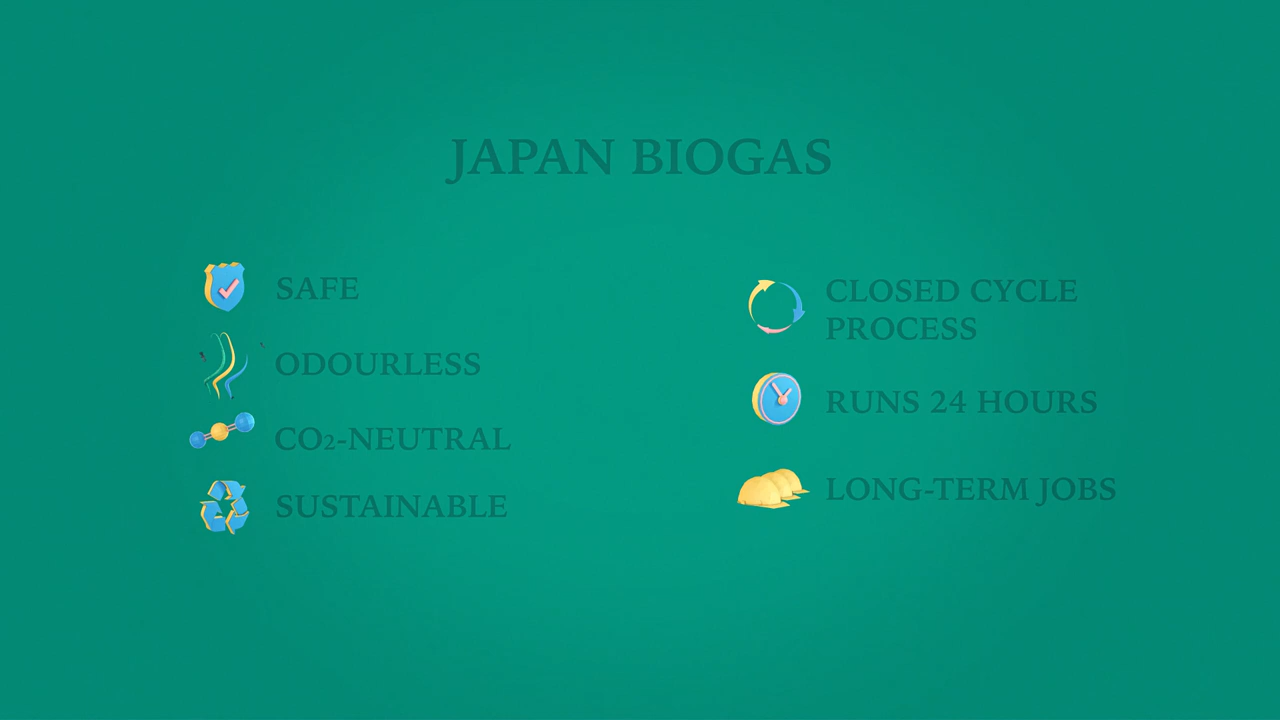 JAPAN BIOGAS
SAFE
ODOURLESS
CO₂-NEUTRAL
SUSTAINABLE
CLOSED CYCLE
PROCESS
RUNS 24 HOURS
LONG-TERM JOBS